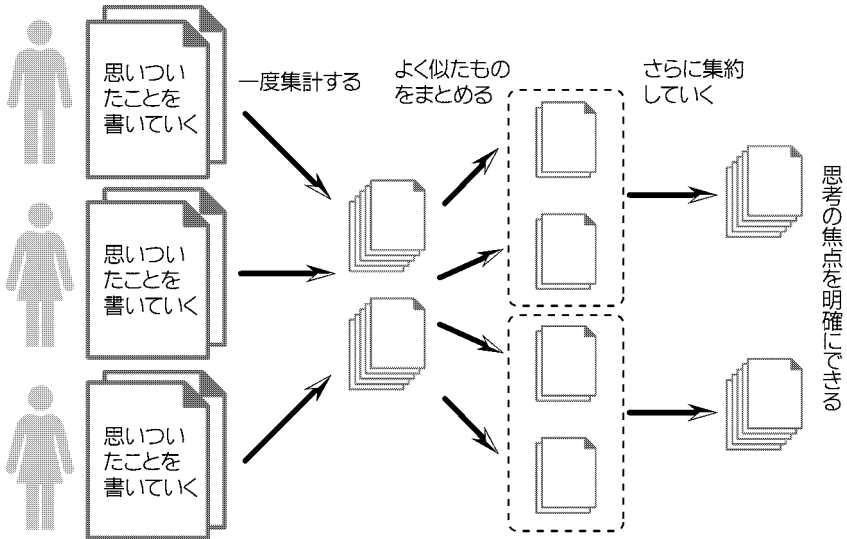 思いつい
たことを
書いていく
思いつい
たことを
書いていく
思いつい
たことを
書いていく
一度集計する
よく似たもの
をまとめる
さらに集約
していく
思考の焦点を明確にできる